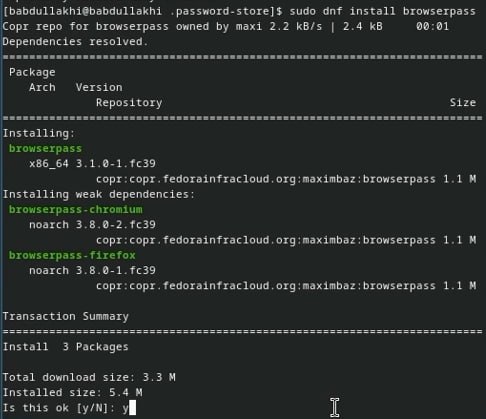 [babdullakhi@babdullakhi .password-store]$ sudo dnf install browserpass
Copr repo for browserpass owned by maxi 2.2 kB/s | 2.4 kB     00:01
Dependencies resolved.
================================================================
 Package
    Arch   Version
              Repository                                   Size
================================================================
Installing:
 browserpass
    x86_64 3.1.0-1.fc39
              copr:copr.fedorainfracloud.org:maximbaz:browserpass 1.1 M
Installing weak dependencies:
 browserpass-chromium
    noarch 3.8.0-2.fc39
              copr:copr.fedorainfracloud.org:maximbaz:browserpass 1.1 M
 browserpass-firefox
    noarch 3.8.0-1.fc39
              copr:copr.fedorainfracloud.org:maximbaz:browserpass 1.1 M
Transaction Summary
================================================================
Install  3 Packages
Total download size: 3.3 M
Installed size: 5.4 M
Is this ok [y/N]: y